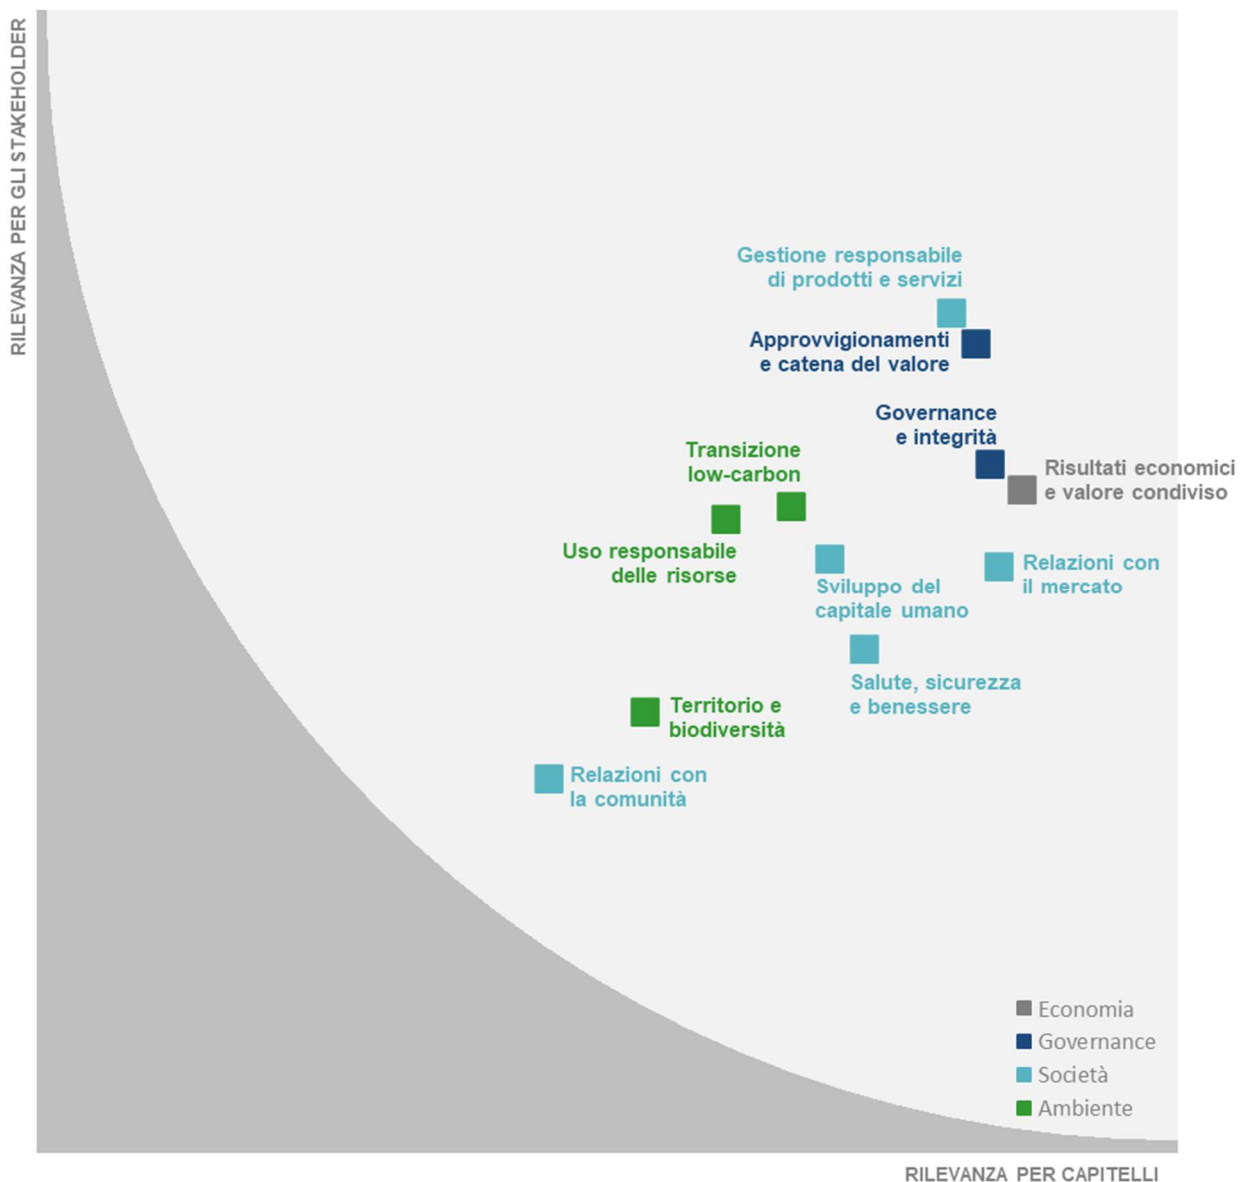 RILEVANZA PER GLI STAKEHOLDER
Gestione responsabile
di prodotti e servizi
Approvvigionamenti
e catena del valore
Governance
e integrità
Transizione
low-carbon
Risultati economici
e valore condiviso
Uso responsabile
delle risorse
Relazioni con
il mercato
Sviluppo del
capitale umano
Salute, sicurezza
e benessere
Territorio e
biodiversità
Relazioni con
la comunità
Economia
Governance
Società
Ambiente
RILEVANZA PER CAPITELLI